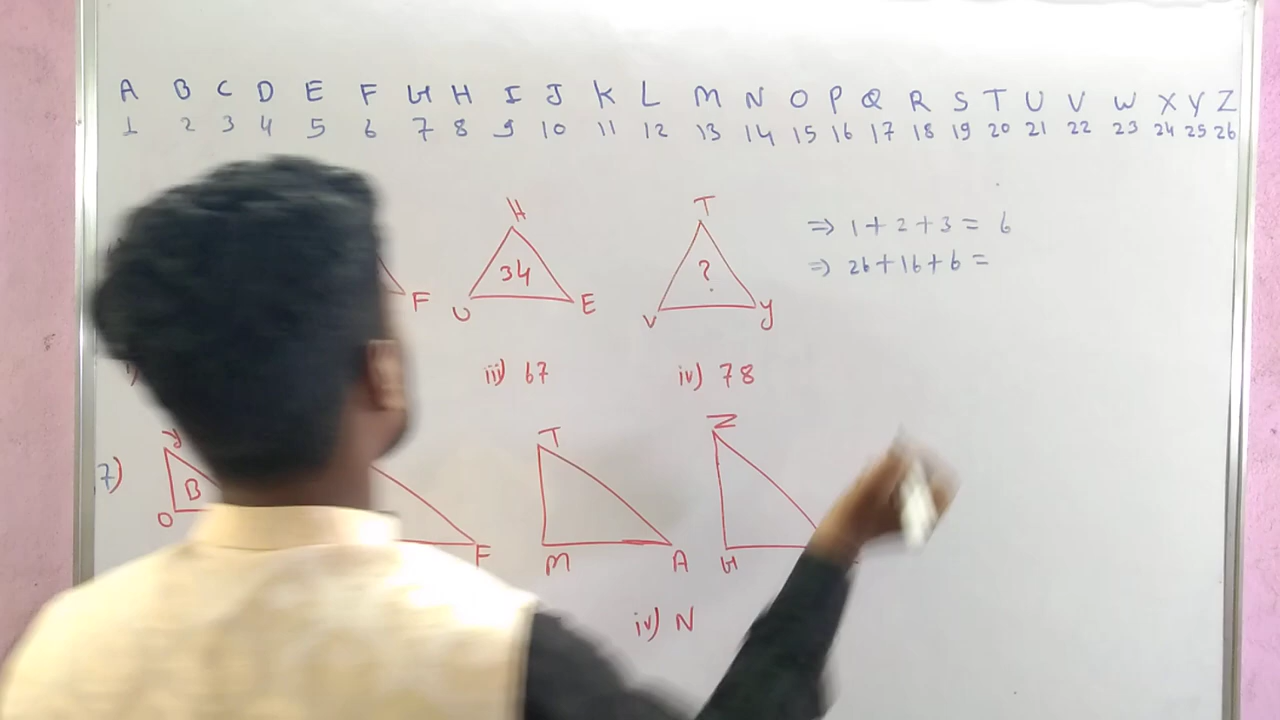 A B C D E F G H I J K L M N O P Q R S T U V W X Y Z
1 2 3 4 5 6 7 8 9 10 11 12 13 14 15 16 17 18 19 20 21 22 23 24 25 26
H T
⇒ 1+2+3 = 6
34 ?
⇒ 26+16+6 =
F U E V y
iii) 67 iv) 78
T Z
7) B
O F M A G
iv) N